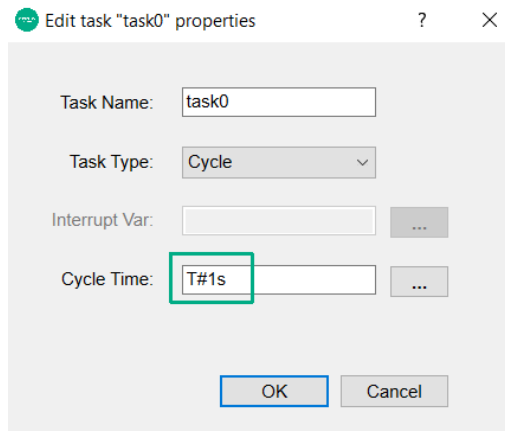 Edit task "task0" properties
?
Task Name: task0
Task Type: Cycle
Interrupt Var: ...
Cycle Time: T#1s ...
OK Cancel